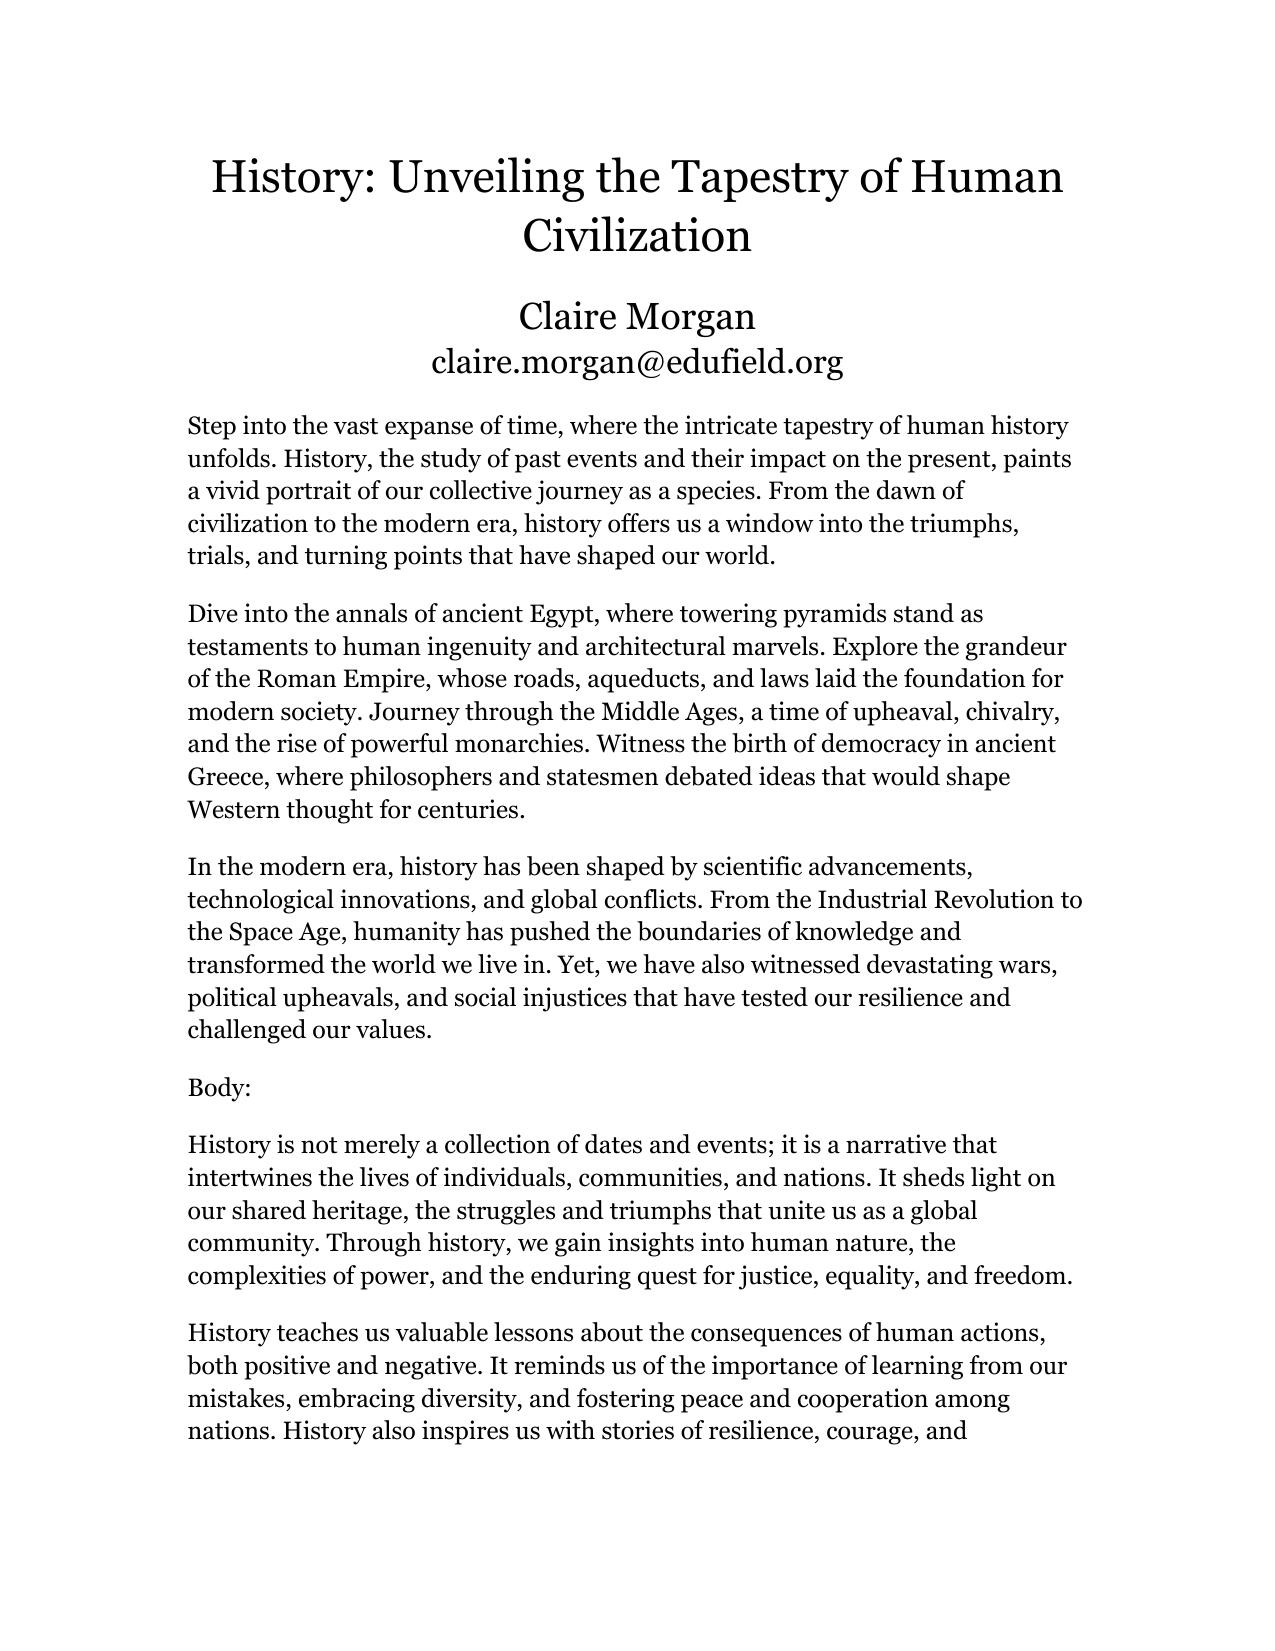 History: Unveiling the Tapestry of Human
Civilization
Claire Morgan
claire.morgan@edufield.org
Step into the vast expanse of time, where the intricate tapestry of human history
unfolds. History, the study of past events and their impact on the present, paints
a vivid portrait of our collective journey as a species. From the dawn of
civilization to the modern era, history offers us a window into the triumphs,
trials, and turning points that have shaped our world.
Dive into the annals of ancient Egypt, where towering pyramids stand as
testaments to human ingenuity and architectural marvels. Explore the grandeur
of the Roman Empire, whose roads, aqueducts, and laws laid the foundation for
modern society. Journey through the Middle Ages, a time of upheaval, chivalry,
and the rise of powerful monarchies. Witness the birth of democracy in ancient
Greece, where philosophers and statesmen debated ideas that would shape
Western thought for centuries.
In the modern era, history has been shaped by scientific advancements,
technological innovations, and global conflicts. From the Industrial Revolution to
the Space Age, humanity has pushed the boundaries of knowledge and
transformed the world we live in. Yet, we have also witnessed devastating wars,
political upheavals, and social injustices that have tested our resilience and
challenged our values.
Body:
History is not merely a collection of dates and events; it is a narrative that
intertwines the lives of individuals, communities, and nations. It sheds light on
our shared heritage, the struggles and triumphs that unite us as a global
community. Through history, we gain insights into human nature, the
complexities of power, and the enduring quest for justice, equality, and freedom.
History teaches us valuable lessons about the consequences of human actions,
both positive and negative. It reminds us of the importance of learning from our
mistakes, embracing diversity, and fostering peace and cooperation among
nations. History also inspires us with stories of resilience, courage, and